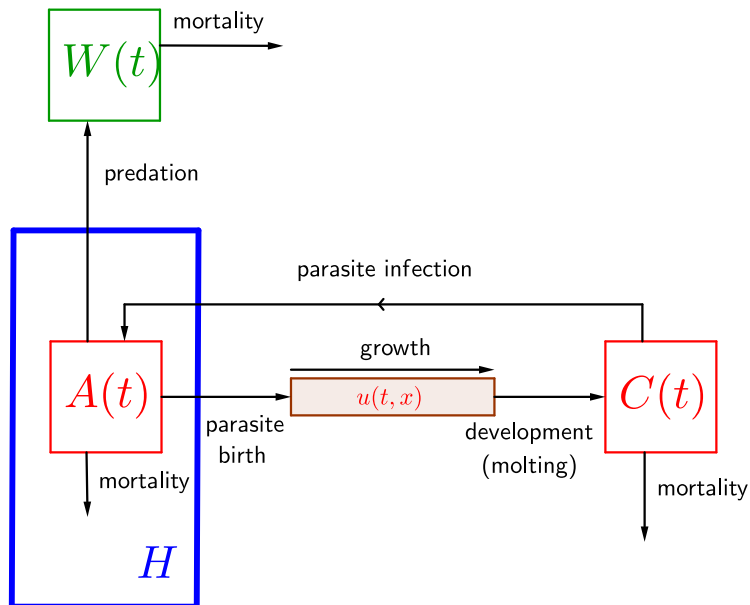 mortality
W(t)
predation
parasite infection
growth
A(t)
u(t, x)
C(t)
parasite
birth
development
(molting)
mortality
mortality
H